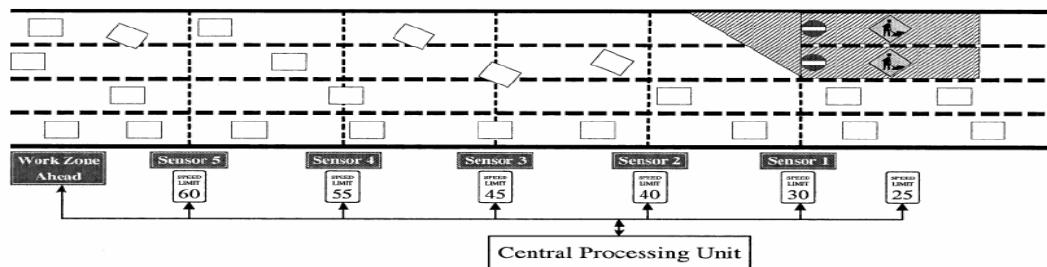 Work Zone
Ahead
Sensor 5
Sensor 4
Sensor 3
Sensor 2
Sensor 1
SPEED
LIMIT
60
SPEED
LIMIT
55
SPEED
LIMIT
45
SPEED
LIMIT
40
SPEED
LIMIT
30
SPEED
LIMIT
25
Central Processing Unit